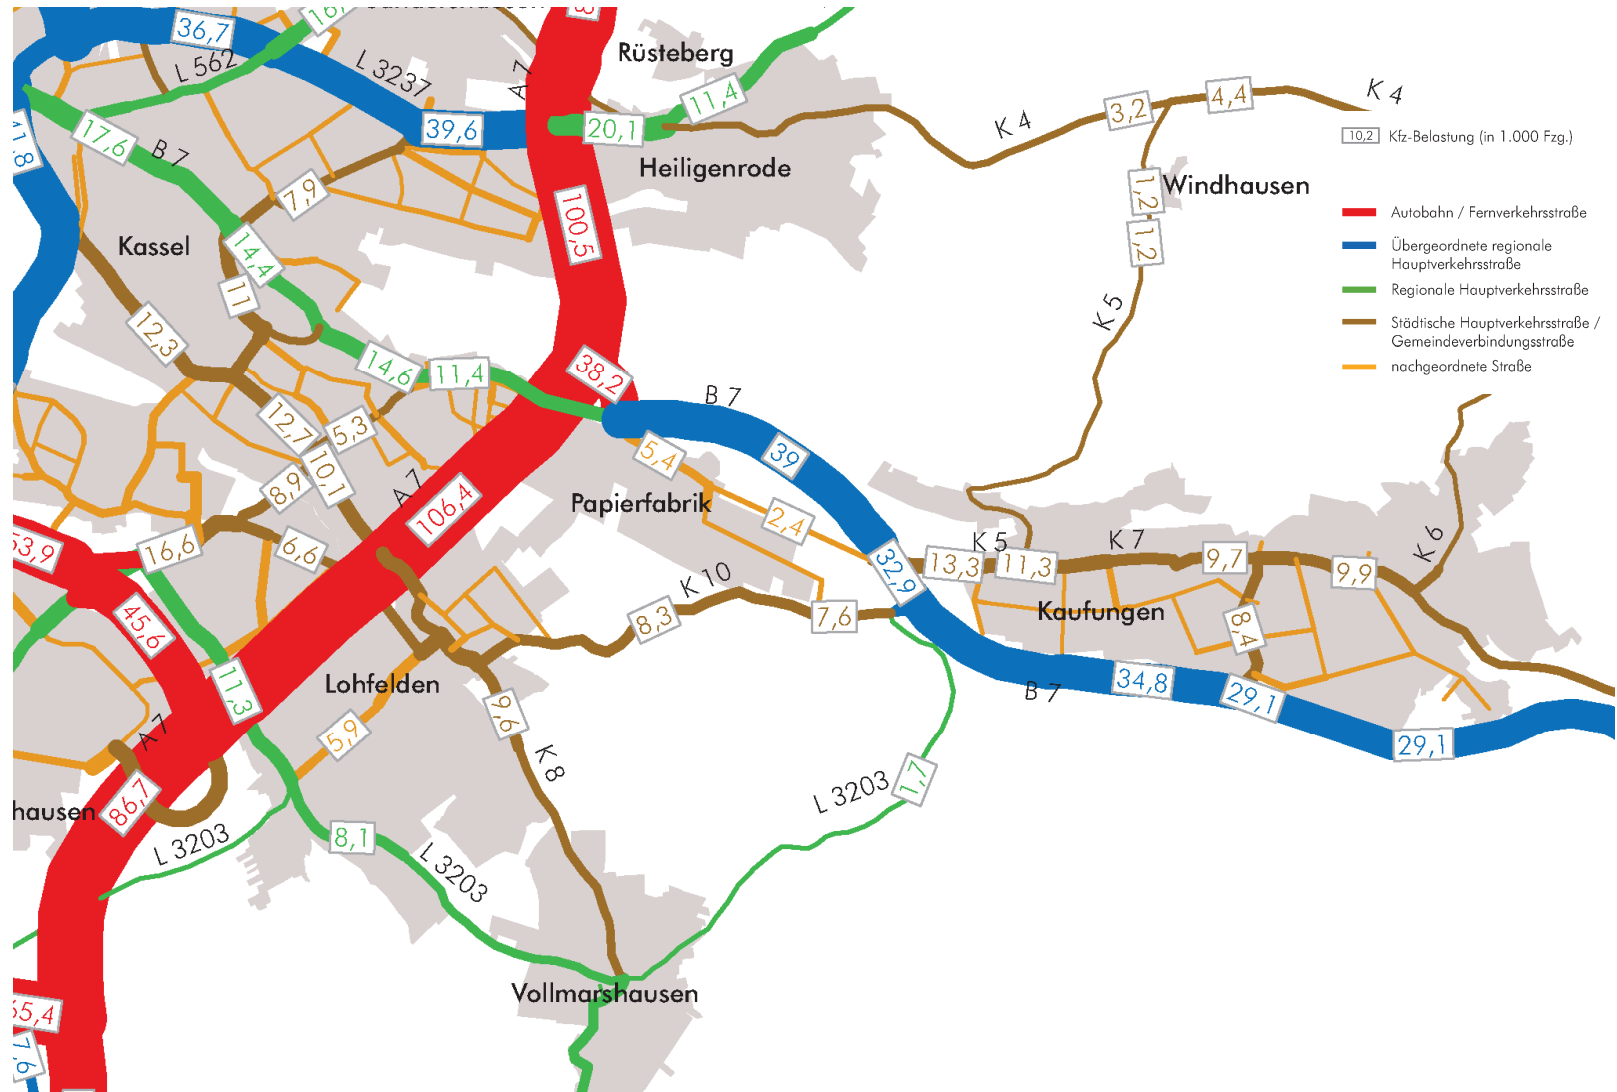 36,7
L 562
L 3237
A 7
Rüsteberg
11,4
20,1
39,6
17,6
B 7
Heiligenrode
K 4
3,2
4,4
K 4
10,2 Kfz-Belastung (in 1.000 Fzg.)
Windhausen
1,2
1,2
Autobahn / Fernverkehrsstraße
Übergeordnete regionale
Hauptverkehrsstraße
Regionale Hauptverkehrsstraße
Städtische Hauptverkehrsstraße /
Gemeindeverbindungsstraße
nachgeordnete Straße
7,9
100,5
Kassel
14,4
11
12,3
K 5
14,6
11,4
38,2
B 7
12,7
5,3
10,1
8,9
A 7
106,4
5,4
39
Papierfabrik
2,4
53,9
16,6
6,6
32,9
13,3
K 5
11,3
K 7
9,7
9,9
K 6
K 10
8,3
7,6
Kaufungen
8,4
45,6
11,3
Lohfelden
9,6
5,9
K 8
B 7
34,8
29,1
29,1
A 7
86,7
hausen
L 3203
8,1
L 3203
L 3203
1,7
Vollmarshausen
65,4
7,6